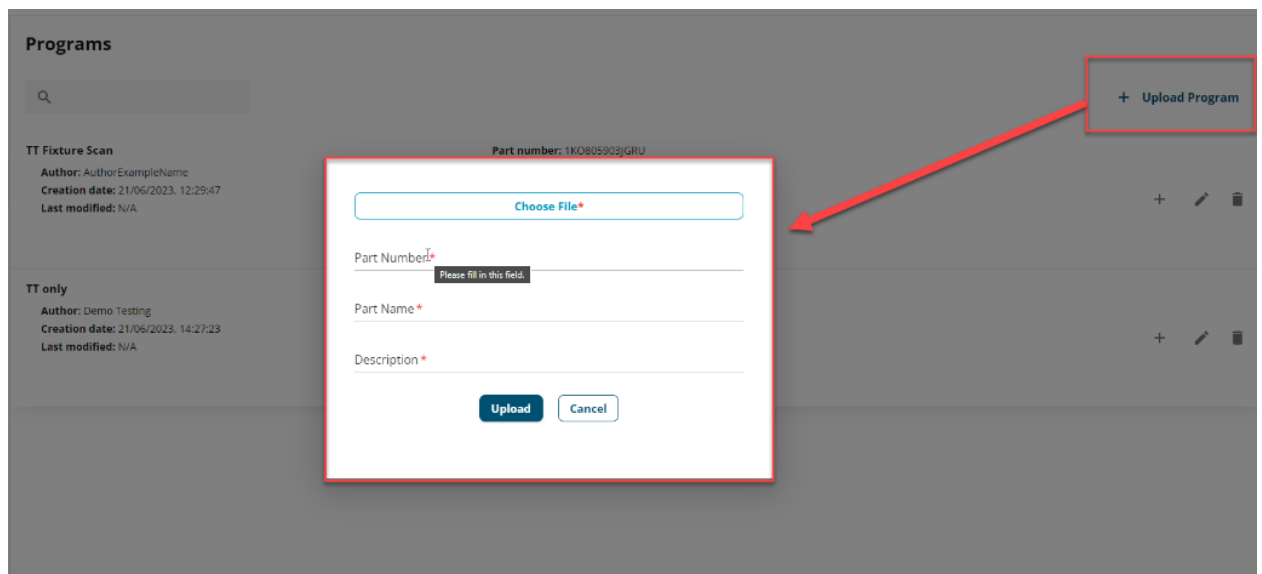 Programs
+ Upload Program
TT Fixture Scan
Part number: 1KO805903JGRU
Author: AuthorExampleName
Creation date: 21/06/2023, 12:29:47
Last modified: N/A
Choose File*
Part Number*
Please fill in this field.
Part Name *
Description *
Upload Cancel
TT only
Author: Demo Testing
Creation date: 21/06/2023, 14:27:23
Last modified: N/A